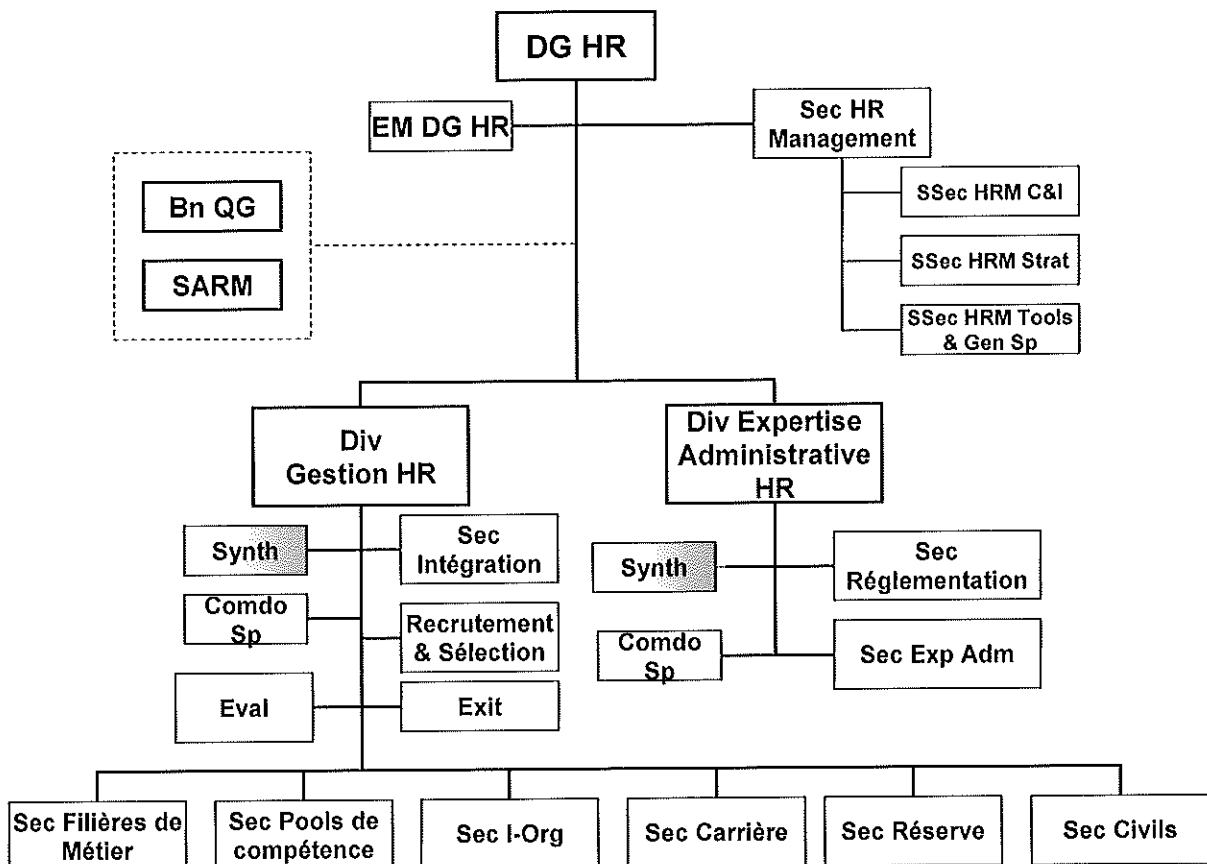 DG HR
EM DG HR
Sec HR
Management
Bn QG
SARM
SSec HRM C&I
SSec HRM Strat
SSec HRM Tools
& Gen Sp
Div
Gestion HR
Div Expertise
Administrative
HR
Synth
Sec
Intégration
Comdo
Sp
Recrutement
& Sélection
Eval
Exit
Synth
Sec
Réglementation
Comdo
Sp
Sec Exp Adm
Sec Filières de
Métier
Sec Pools de
compétence
Sec I-Org
Sec Carrière
Sec Réserve
Sec Civils